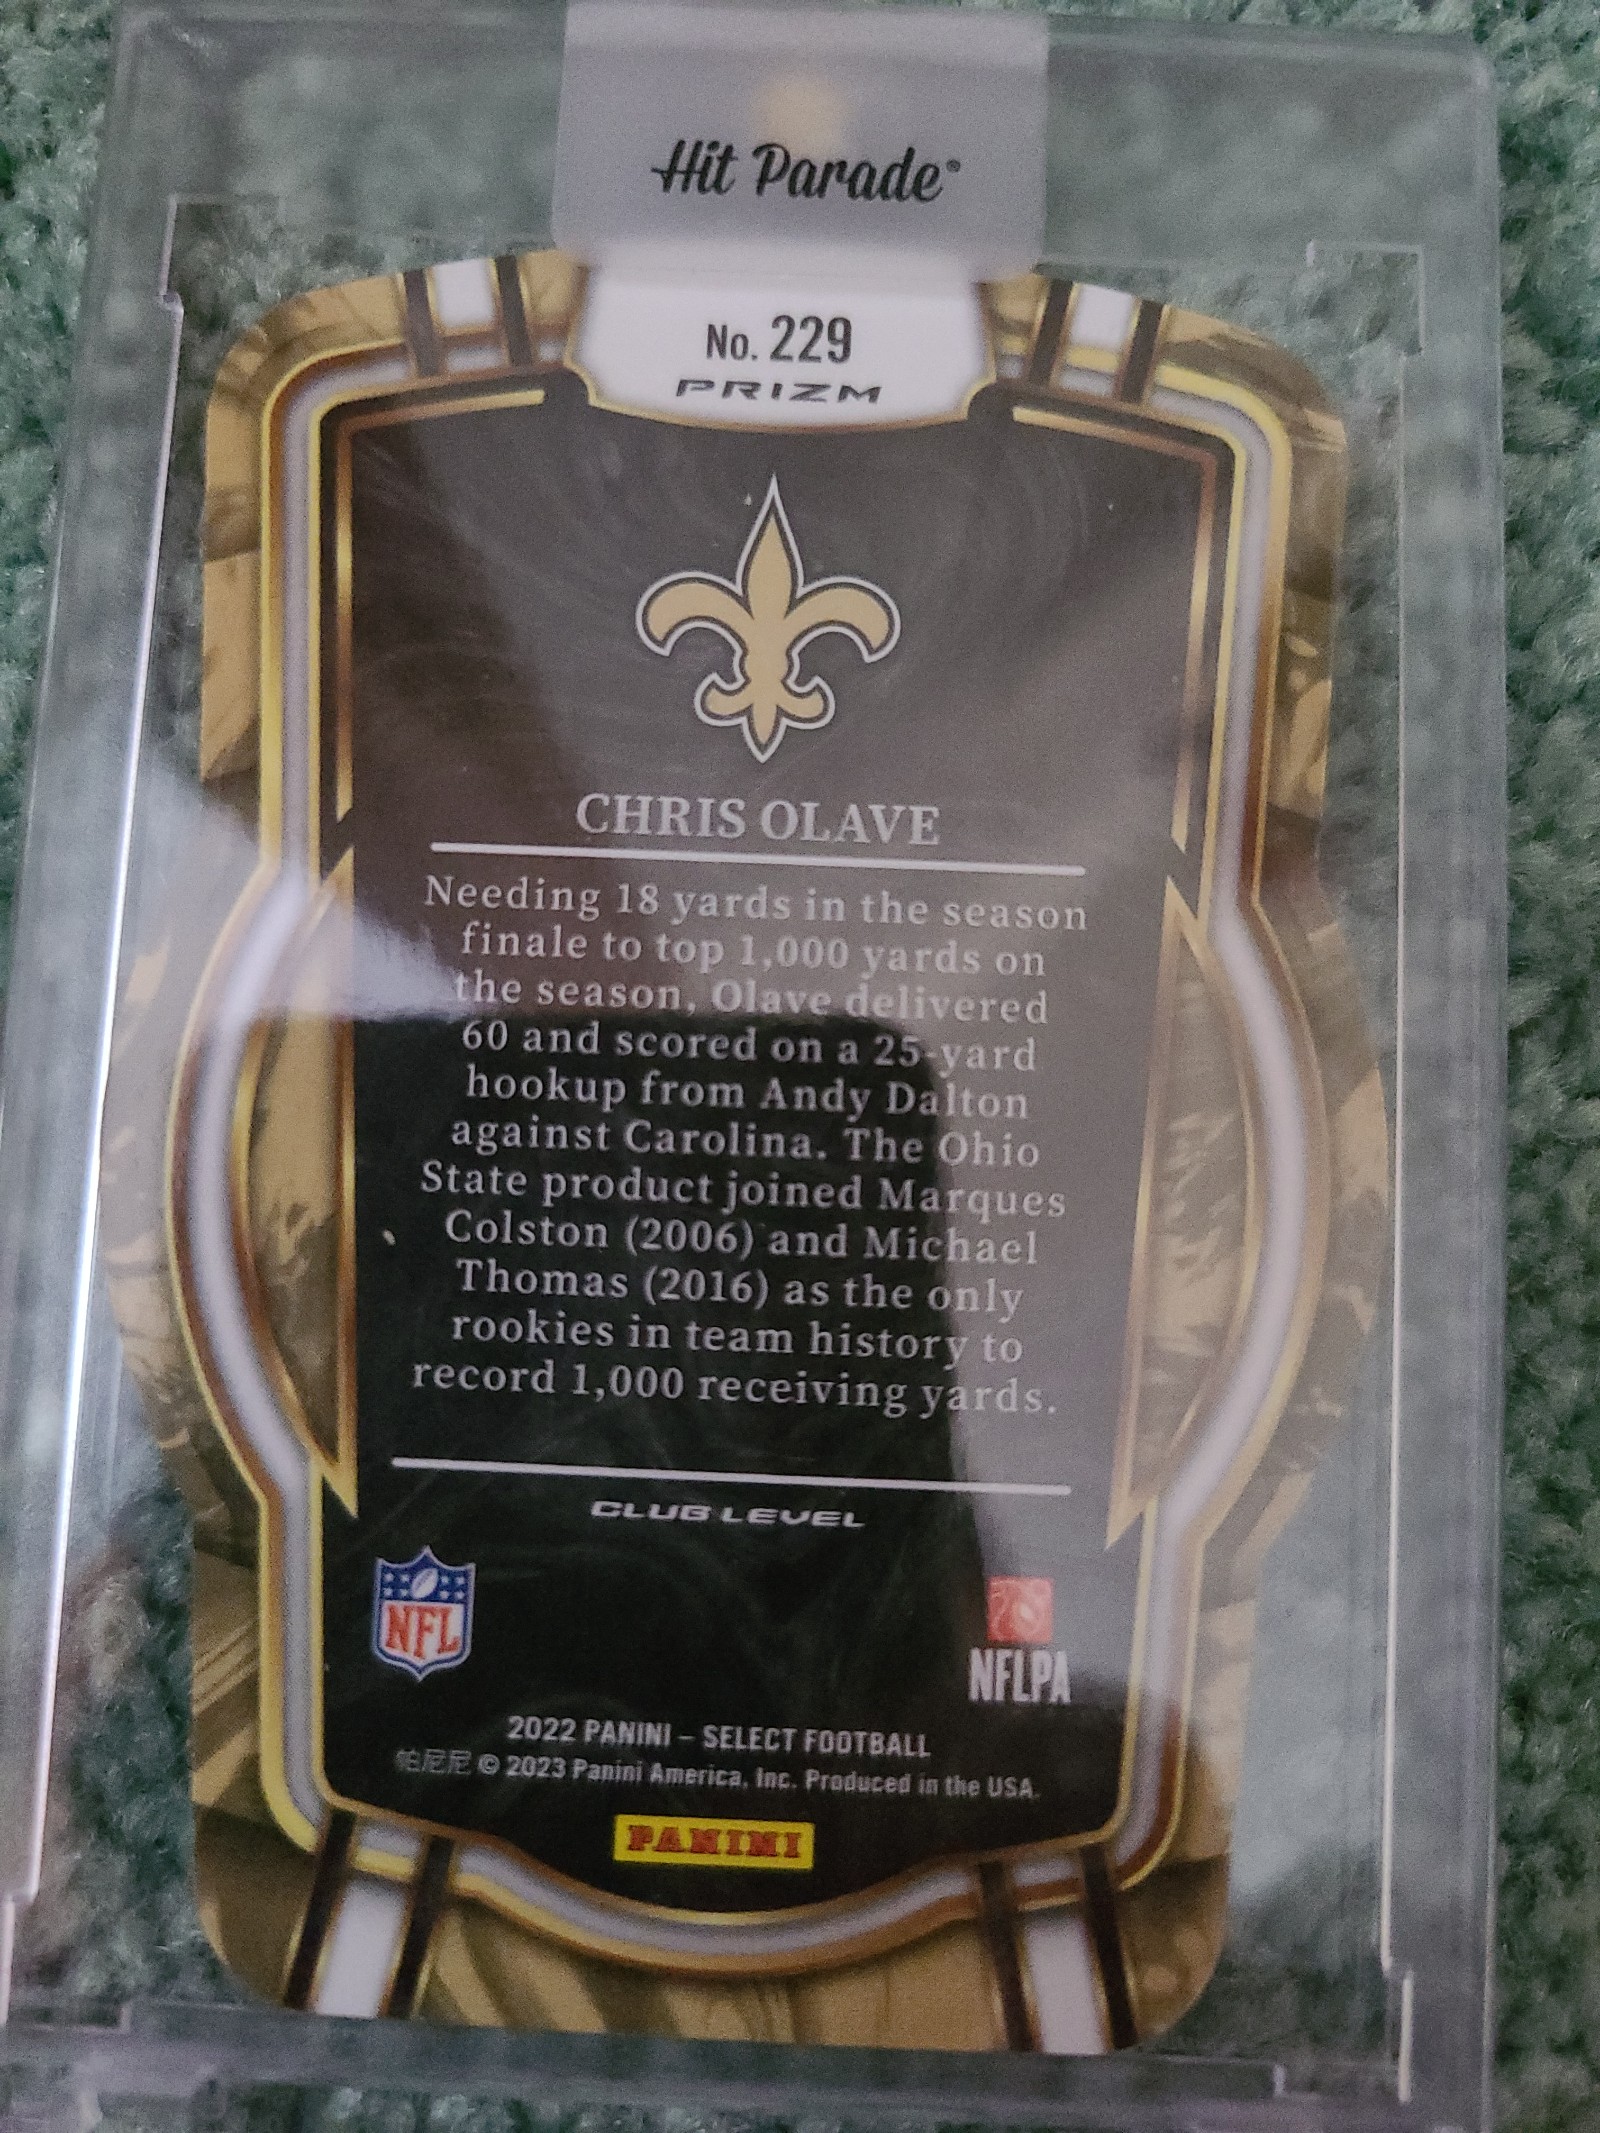 Hit Parade®
No. 229
PRIZM
CHRIS OLAVE
Needing 18 yards in the season
finale to top 1,000 yards on
the season, Olave delivered
60 and scored on a 25-yard
hookup from Andy Dalton
against Carolina. The Ohio
State product joined Marques
Colston (2006) and Michael
Thomas (2016) as the only
rookies in team history to
record 1,000 receiving yards.
CLUB LEVEL
NFL
NFLPA
2022 PANINI – SELECT FOOTBALL
帕尼尼 © 2023 Panini America, Inc. Produced in the USA.
PANINI